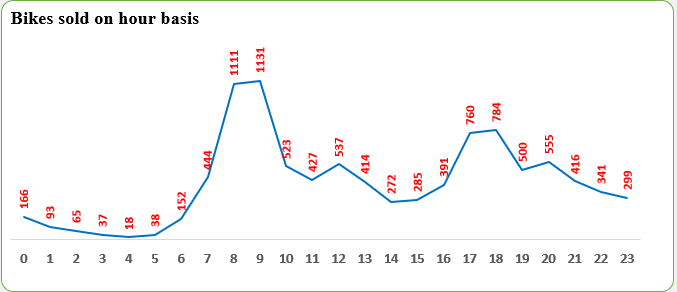 Bikes sold on hour basis
166 93 65 37 18 38 152 444 1111 1131 523 427 537 414 272 285 391 760 784 500 555 416 341 299
0 1 2 3 4 5 6 7 8 9 10 11 12 13 14 15 16 17 18 19 20 21 22 23